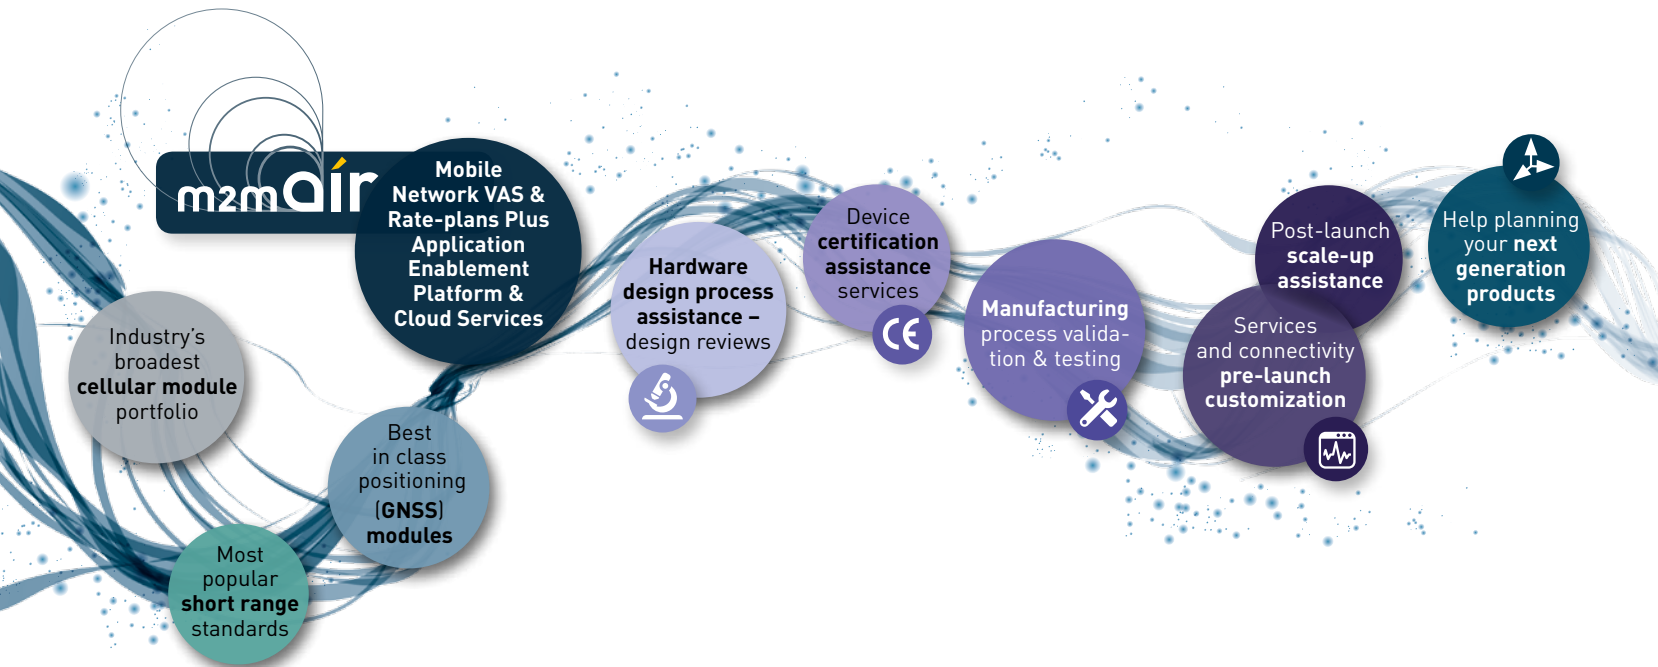 m2mair
Mobile
Network VAS &
Rate-plans Plus
Application
Enablement
Platform &
Cloud Services
Industry's
broadest
cellular module
portfolio
Most
popular
short range
standards
Best
in class
positioning
(GNSS)
modules
Hardware
design process
assistance –
design reviews
Device
certification
assistance
services
CE
Manufacturing
process valida-
tion & testing
Services
and connectivity
pre-launch
customization
Post-launch
scale-up
assistance
Help planning
your next
generation
products